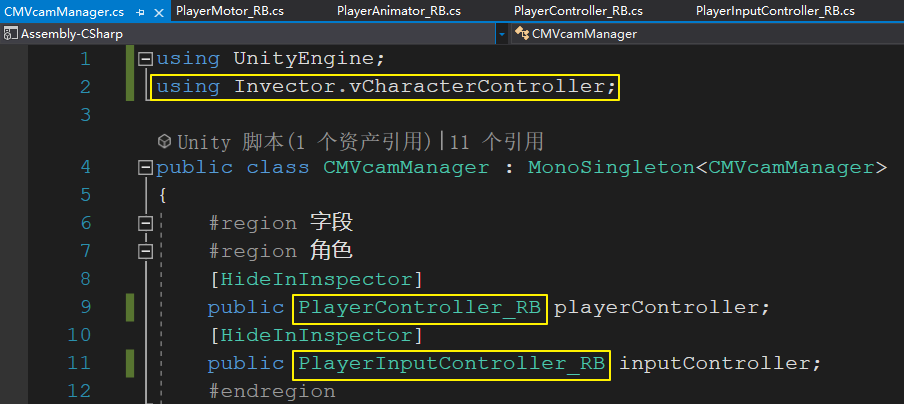 CMVcamManager.cs PlayerMotor_RB.cs PlayerAnimator_RB.cs PlayerController_RB.cs PlayerInputController_RB.cs
Assembly-CSharp CMVcamManager
1 using UnityEngine;
2 using Invector.vCharacterController;
3
Unity 脚本(1 个资产引用)|11 个引用
4 public class CMVcamManager : MonoSingleton<CMVcamManager>
5 {
6 #region 字段
7 #region 角色
8 [HideInInspector]
9 public PlayerController_RB playerController;
10 [HideInInspector]
11 public PlayerInputController_RB inputController;
12 #endregion